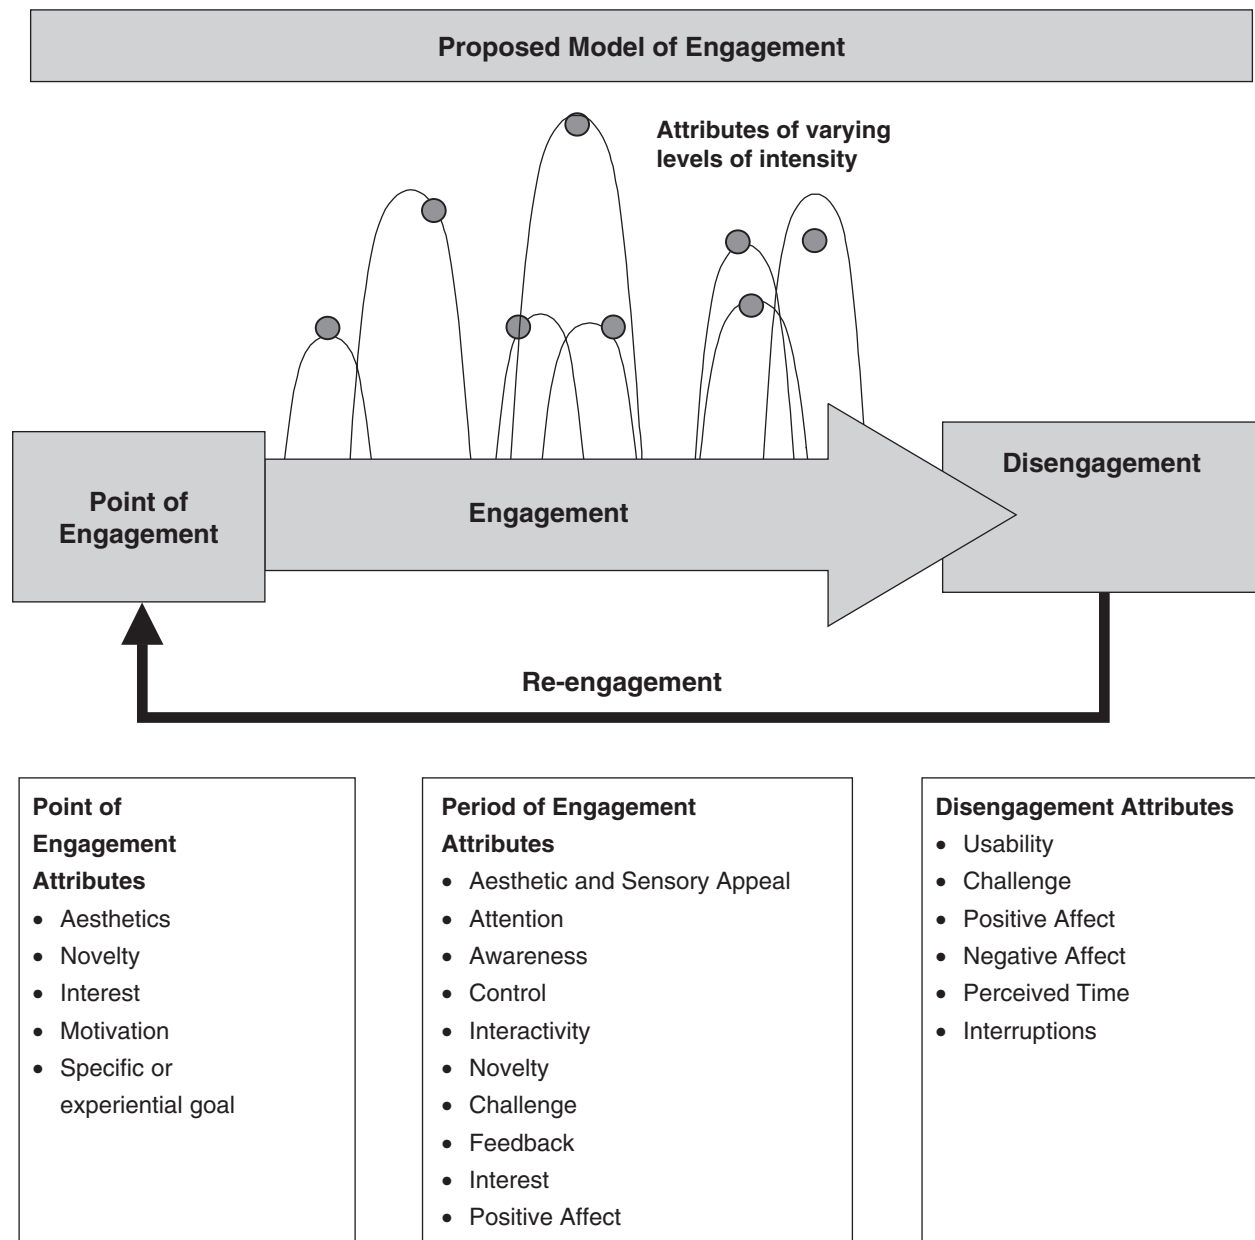 Proposed Model of Engagement
Attributes of varying
levels of intensity
Point of
Engagement
Engagement
Disengagement
Re-engagement
Point of
Engagement
Attributes
• Aesthetics
• Novelty
• Interest
• Motivation
• Specific or
experiential goal
Period of Engagement
Attributes
• Aesthetic and Sensory Appeal
• Attention
• Awareness
• Control
• Interactivity
• Novelty
• Challenge
• Feedback
• Interest
• Positive Affect
Disengagement Attributes
• Usability
• Challenge
• Positive Affect
• Negative Affect
• Perceived Time
• Interruptions